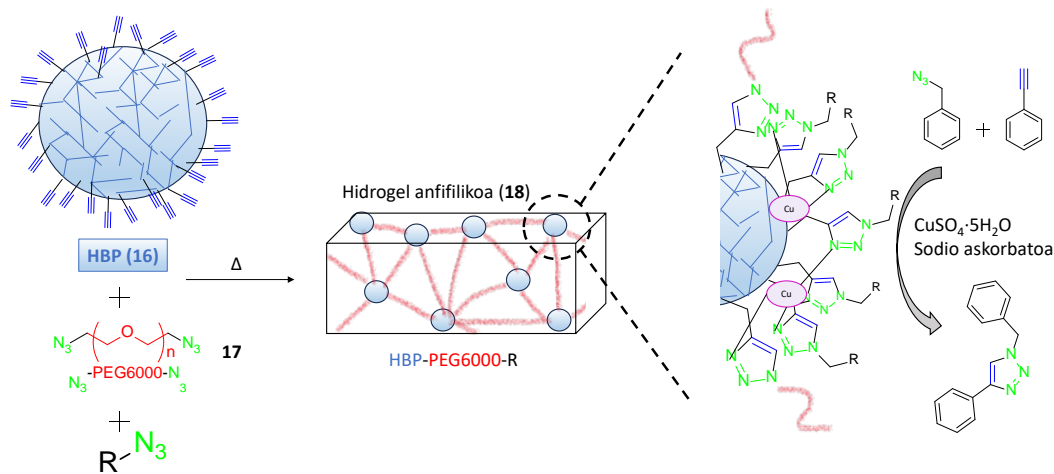 HBP (16)
+
N3
O
n
N3
17
N3-PEG6000-N3
+
R
N3
Δ
Hidrogel anfifilikoa (18)
HBP-PEG6000-R
N
N
N
N
N
N
R
R
N
N
N
Cu
R
N
N
N
Cu
N
N
N
R
N
N
N
R
N
N
N
N3
+
CuSO4·5H2O
Sodio askorbatoa
N
N
N